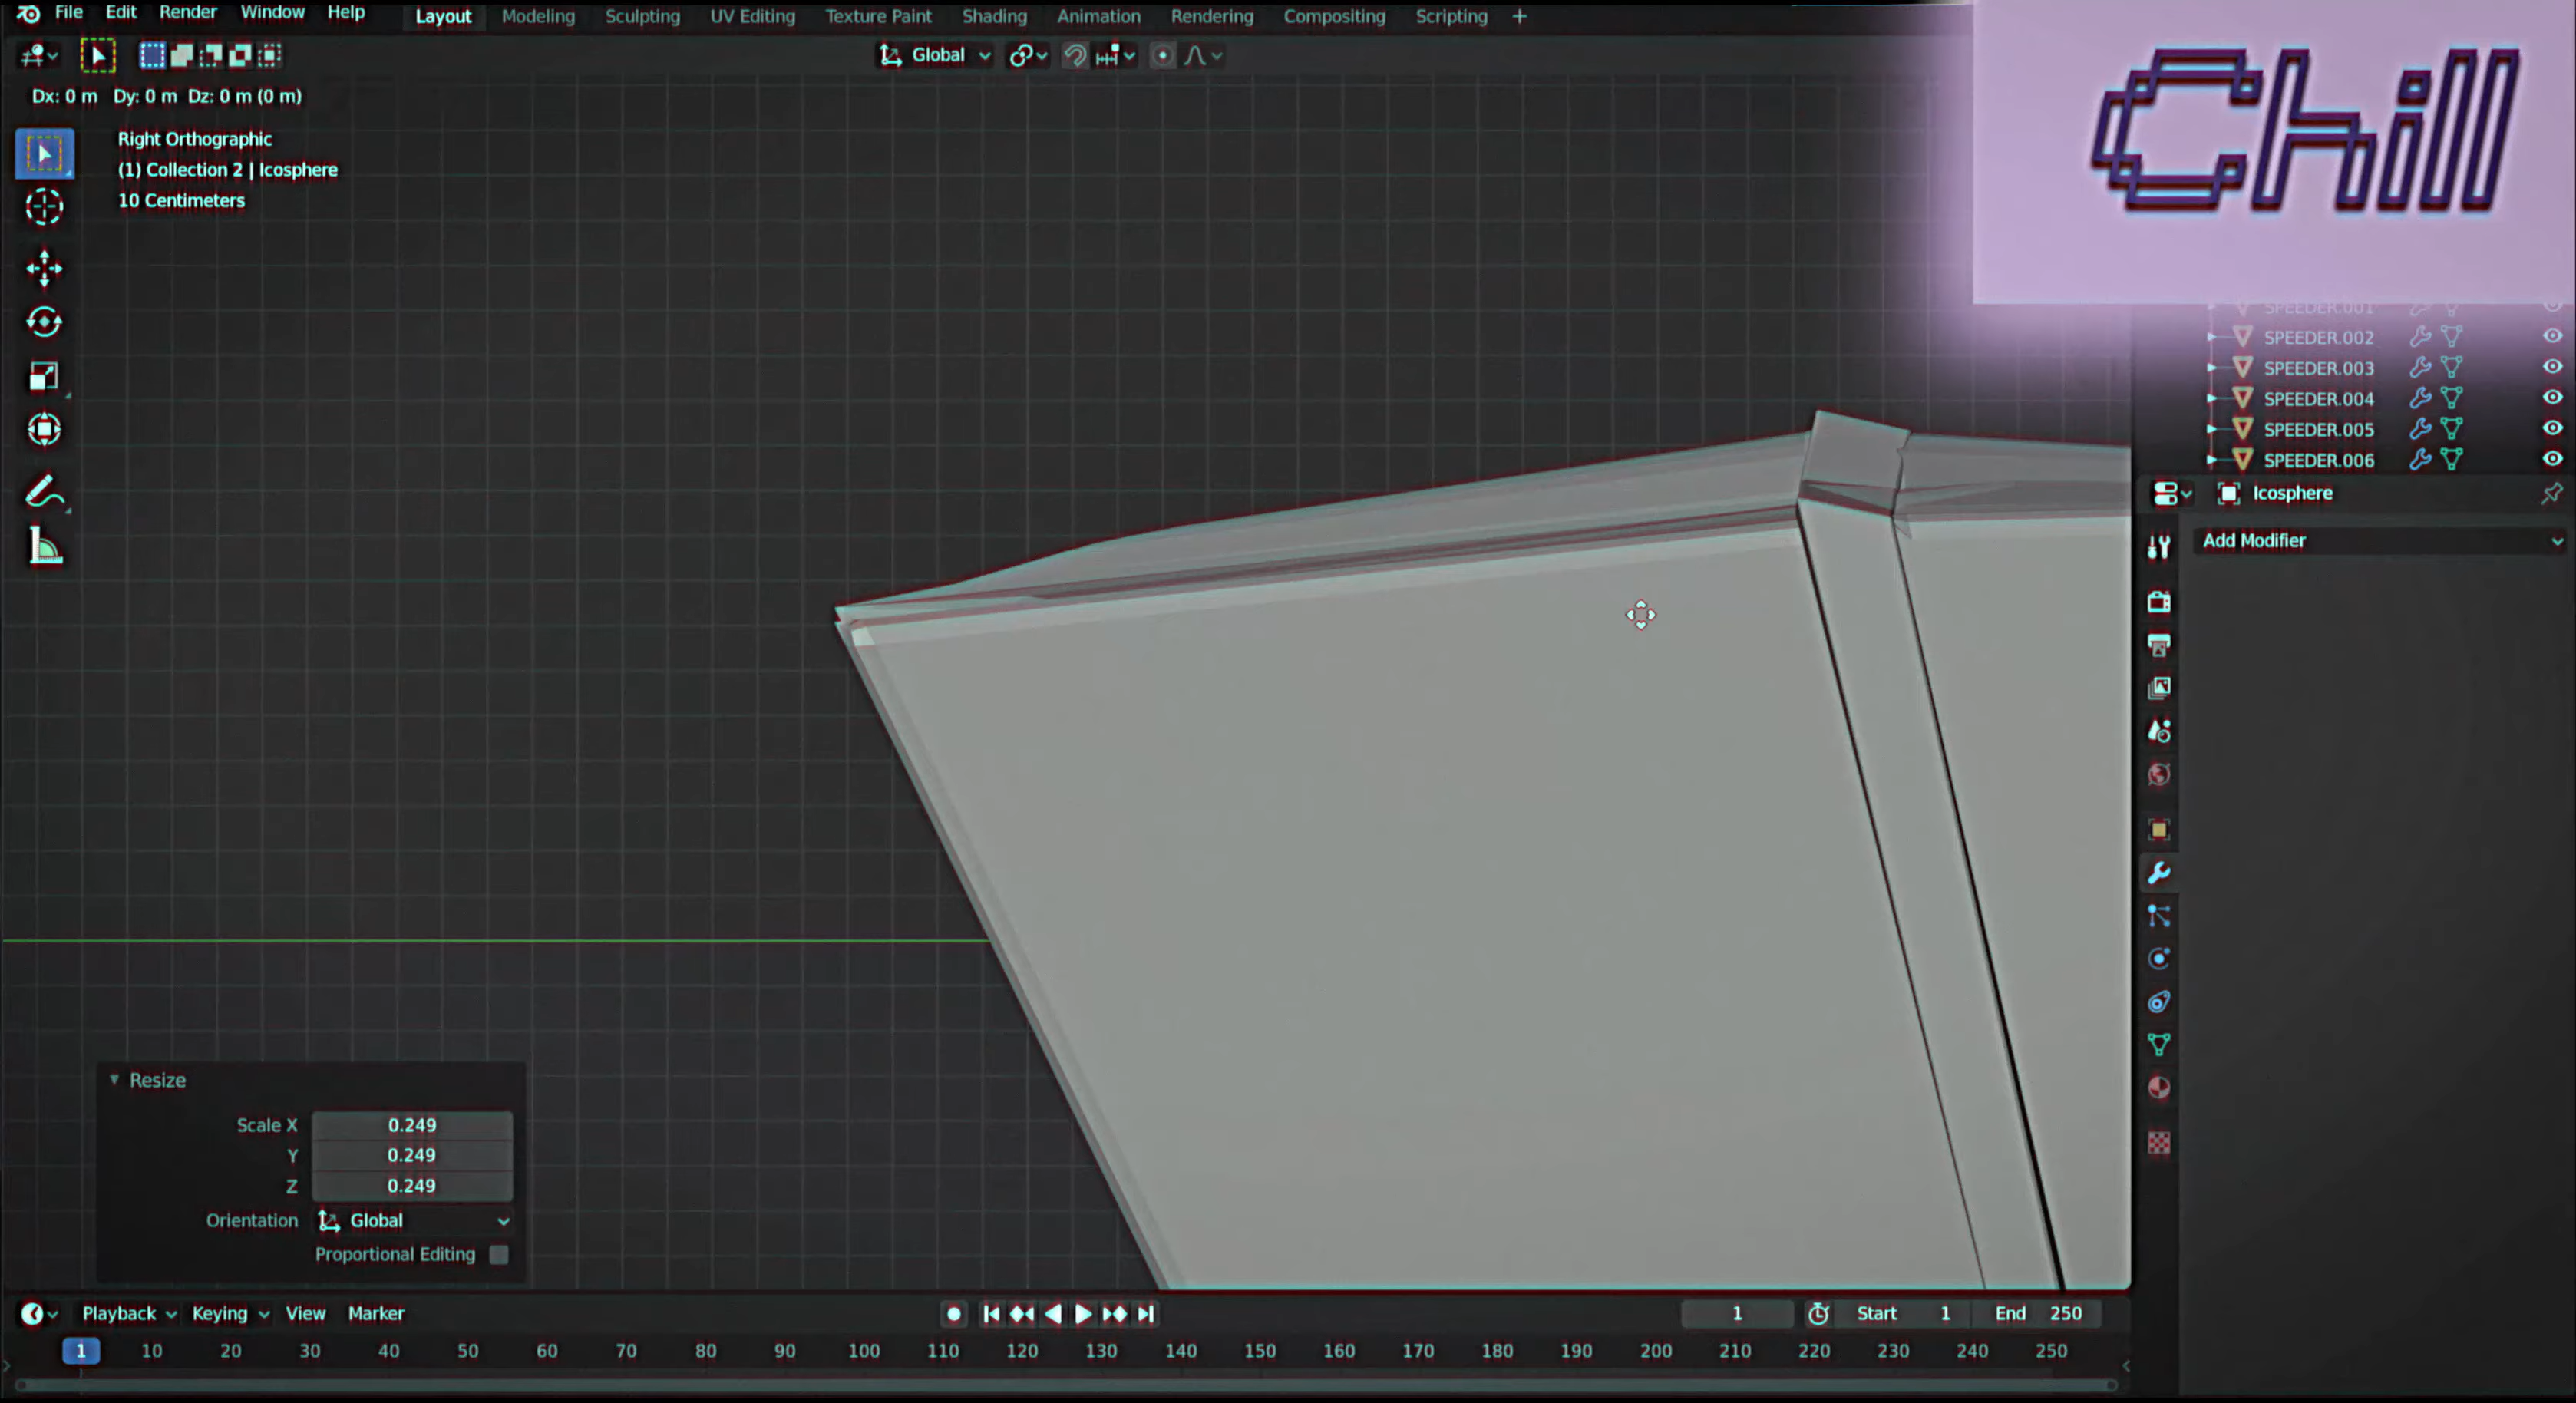 File Edit Render Window Help Layout Modeling Sculpting UV Editing Texture Paint Shading Animation Rendering Compositing Scripting +
Chill
Global
Dx: 0 m Dy: 0 m Dz: 0 m (0 m)
Right Orthographic
(1) Collection 2 | Icosphere
10 Centimeters
SPEEDER.001
SPEEDER.002
SPEEDER.003
SPEEDER.004
SPEEDER.005
SPEEDER.006
Icosphere
Add Modifier
Resize
Scale X 0.249
Y 0.249
Z 0.249
Orientation Global
Proportional Editing
Playback Keying View Marker 1 Start 1 End 250
1 10 20 30 40 50 60 70 80 90 100 110 120 130 140 150 160 170 180 190 200 210 220 230 240 250